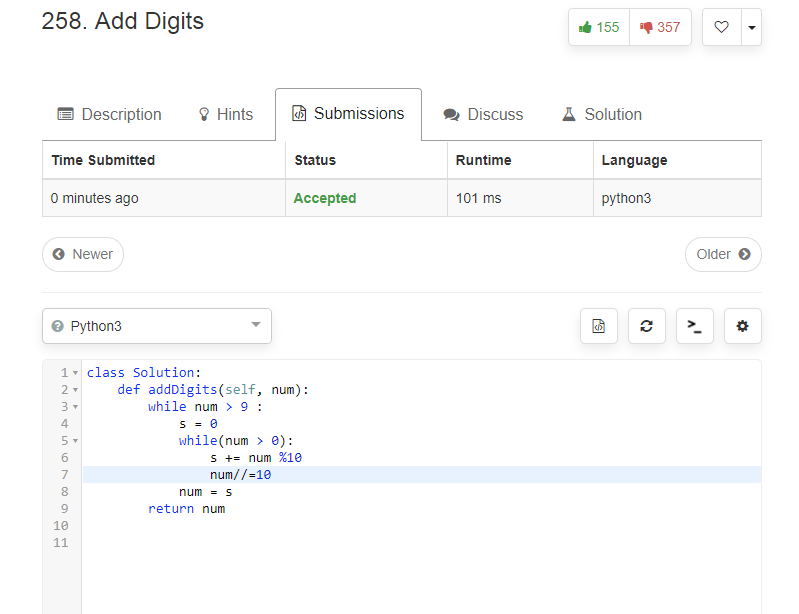 258. Add Digits
155 357
Description Hints Submissions Discuss Solution
Time Submitted Status Runtime Language
0 minutes ago Accepted 101 ms python3
Newer Older
Python3
1 class Solution:
2 def addDigits(self, num):
3 while num > 9 :
4 s = 0
5 while(num > 0):
6 s += num %10
7 num//=10
8 num = s
9 return num
10
11